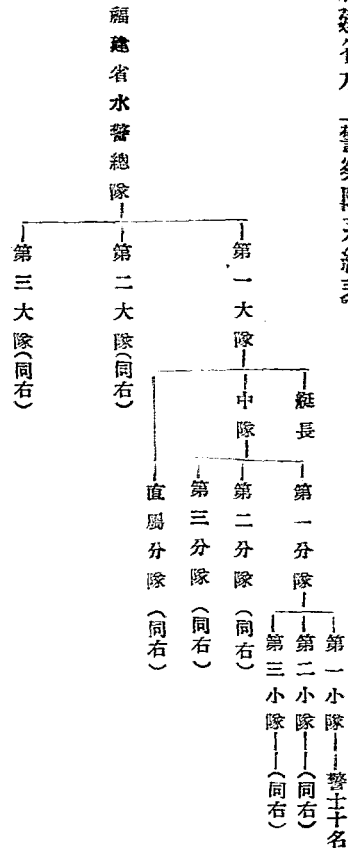 福建省水警總隊
第一大隊
第二大隊(同右)
第三大隊(同右)
艇長
中隊
直屬分隊(同右)
第一分隊
第二分隊(同右)
第三分隊(同右)
第一小隊——警士十名
第二小隊——(同右)
第三小隊——(同右)